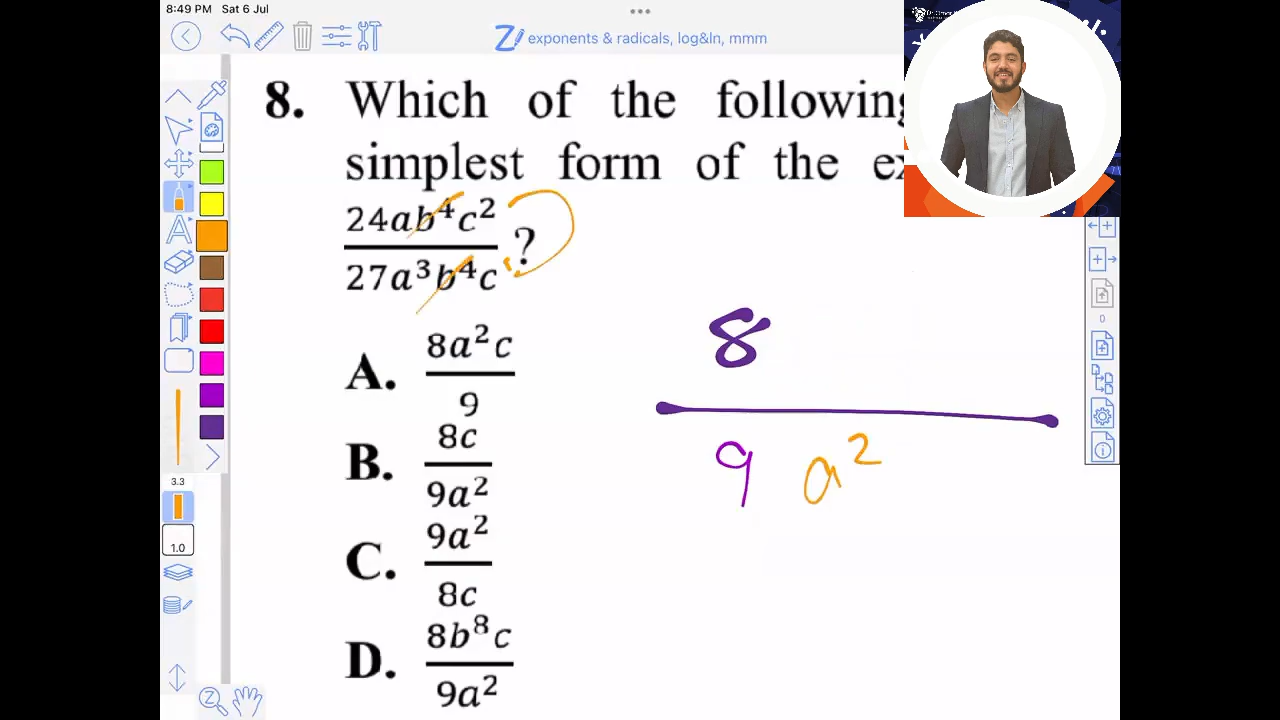 8:49 PM Sat 6 Jul
exponents & radicals, log&ln, mmm
8. Which of the following
simplest form of the ex
24ab⁴c²
27a³b⁴c
?
A. 8a²c
9
B. 8c
9a²
C. 9a²
8c
D. 8b⁸c
9a²
8
9 a²
3.3
1.0
0